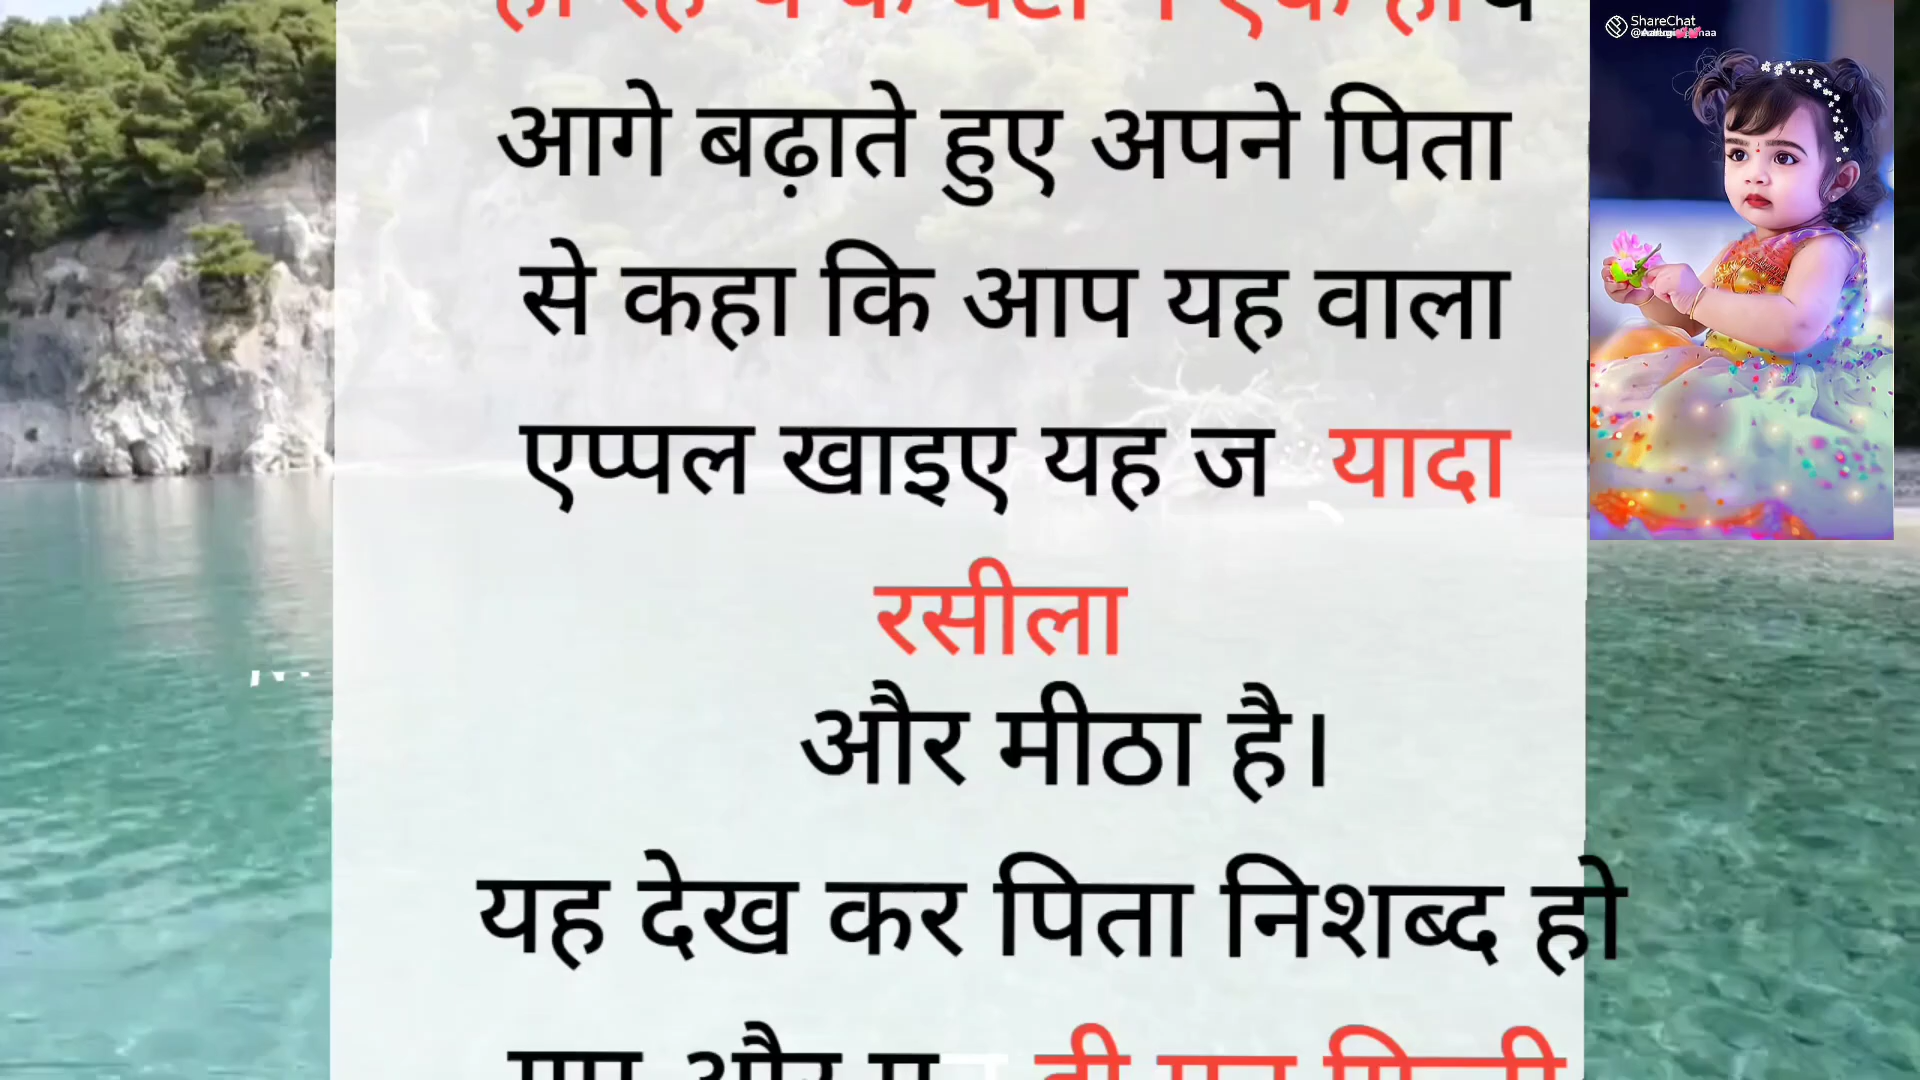 ShareChat
आगे बढ़ाते हुए अपने पिता
से कहा कि आप यह वाला
एप्पल खाइए यह ज यादा
रसीला
और मीठा है।
यह देख कर पिता निशब्द हो